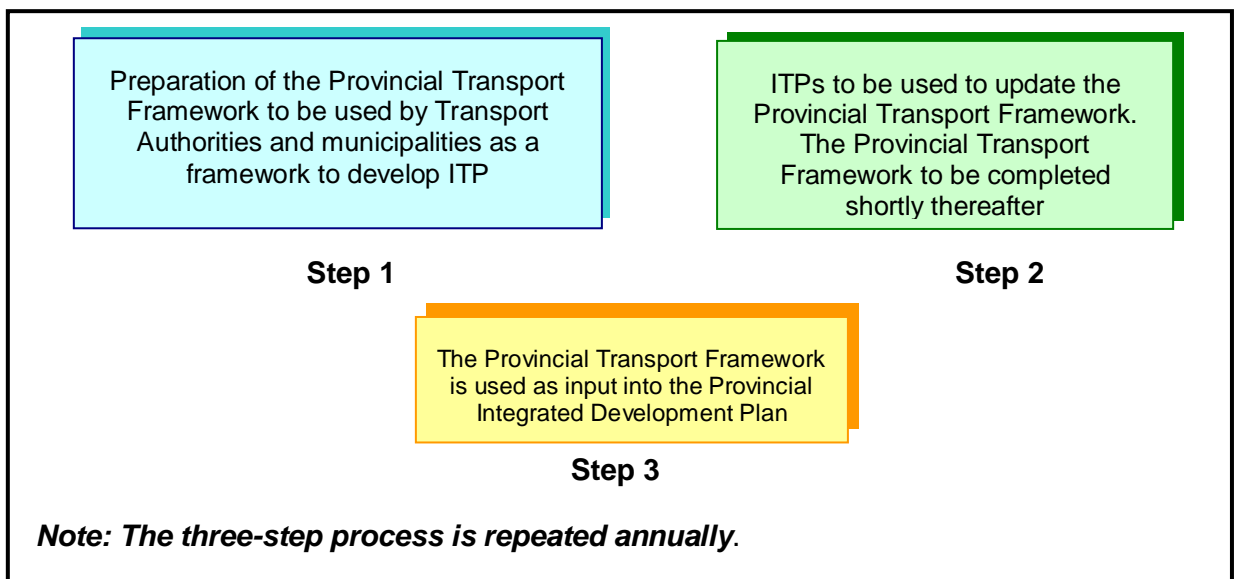 Preparation of the Provincial Transport
Framework to be used by Transport
Authorities and municipalities as a
framework to develop ITP
Step 1
ITPs to be used to update the
Provincial Transport Framework.
The Provincial Transport
Framework to be completed
shortly thereafter
Step 2
The Provincial Transport Framework
is used as input into the Provincial
Integrated Development Plan
Step 3
Note: The three-step process is repeated annually.